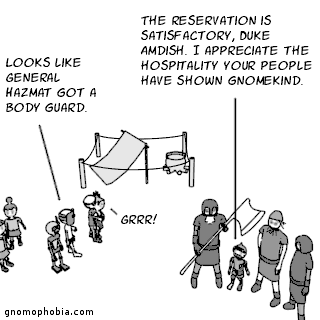 LOOKS LIKE
GENERAL
HAZMAT GOT A
BODY GUARD.
THE RESERVATION IS
SATISFACTORY, DUKE
AMDISH. I APPRECIATE THE
HOSPITALITY YOUR PEOPLE
HAVE SHOWN GNOMEKIND.
GRRR!
gnomophobia.com